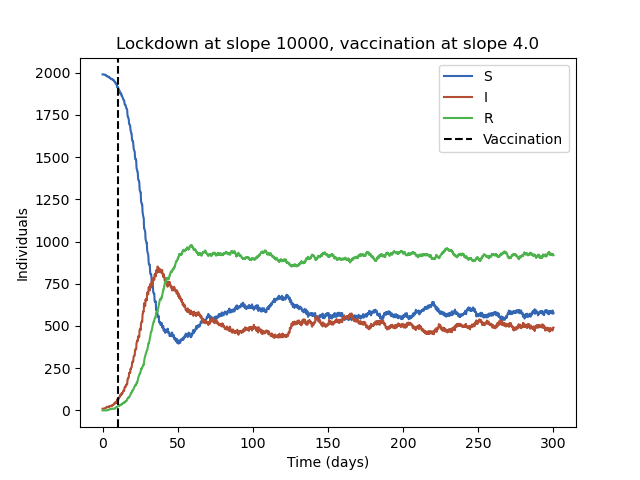 Lockdown at slope 10000, vaccination at slope 4.0
S
I
R
Vaccination
2000
1750
1500
1250
1000
750
500
250
0
Individuals
0 50 100 150 200 250 300
Time (days)